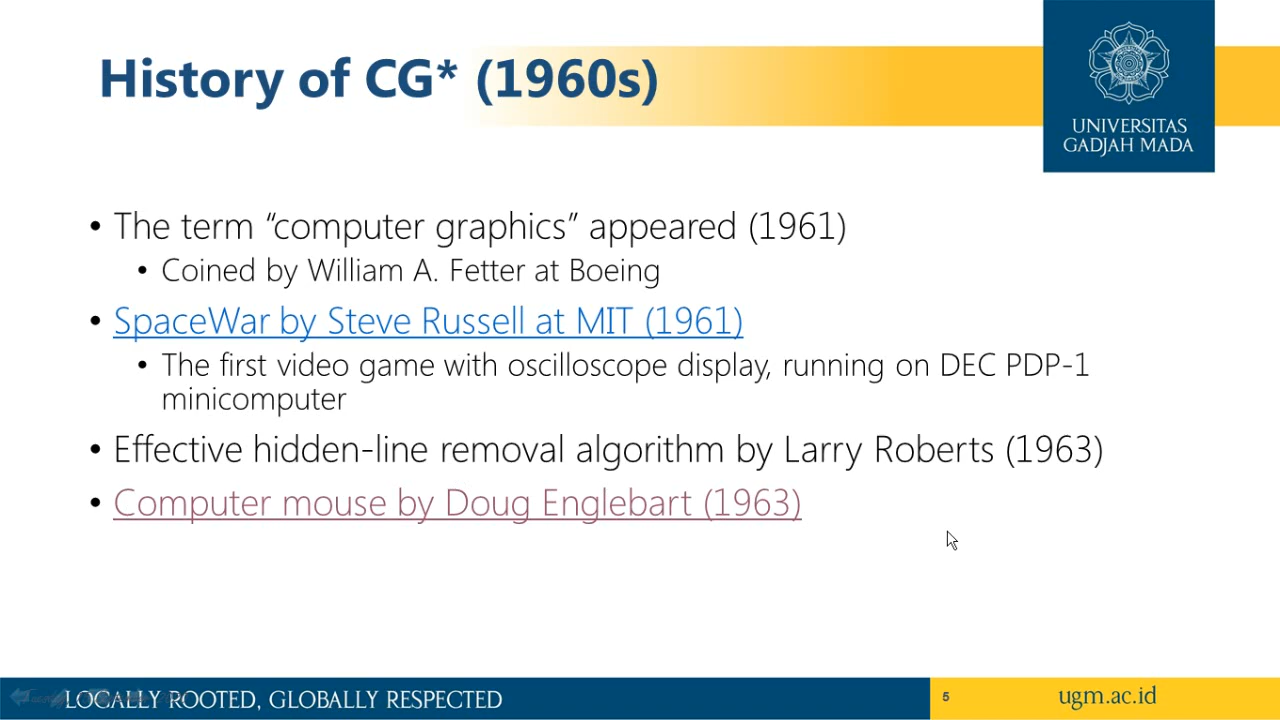 History of CG* (1960s)
UNIVERSITAS
GADJAH MADA
• The term “computer graphics” appeared (1961)
• Coined by William A. Fetter at Boeing
• SpaceWar by Steve Russell at MIT (1961)
• The first video game with oscilloscope display, running on DEC PDP-1
minicomputer
• Effective hidden-line removal algorithm by Larry Roberts (1963)
• Computer mouse by Doug Englebart (1963)
LOCALLY ROOTED, GLOBALLY RESPECTED
5
ugm.ac.id